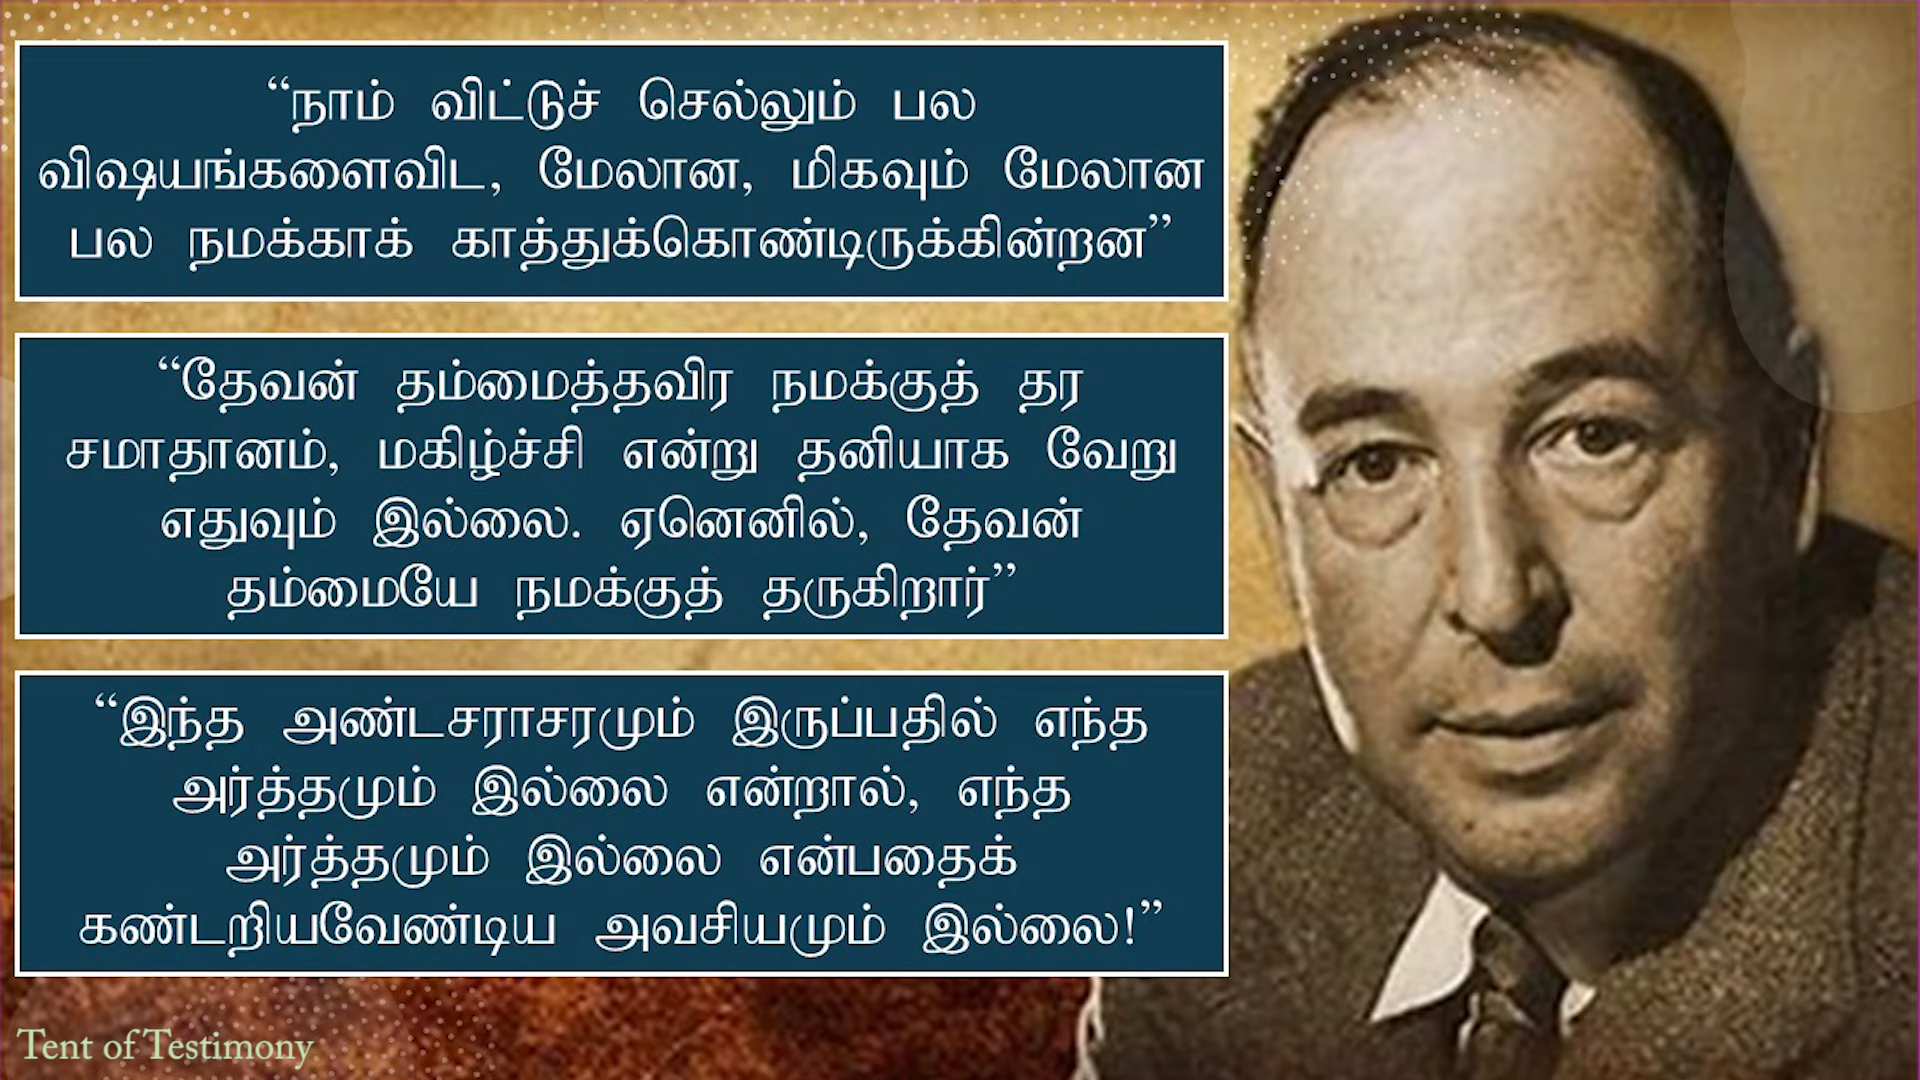 “நாம் விட்டுச் செல்லும் பல
விஷயங்களைவிட, மேலான, மிகவும் மேலான
பல நமக்காக் காத்துக்கொண்டிருக்கின்றன”
“தேவன் தம்மைத்தவிர நமக்குத் தர
சமாதானம், மகிழ்ச்சி என்று தனியாக வேறு
எதுவும் இல்லை. ஏனெனில், தேவன்
தம்மையே நமக்குத் தருகிறார்”
“இந்த அண்டசராசரமும் இருப்பதில் எந்த
அர்த்தமும் இல்லை என்றால், எந்த
அர்த்தமும் இல்லை என்பதைக்
கண்டறியவேண்டிய அவசியமும் இல்லை!”
Tent of Testimony